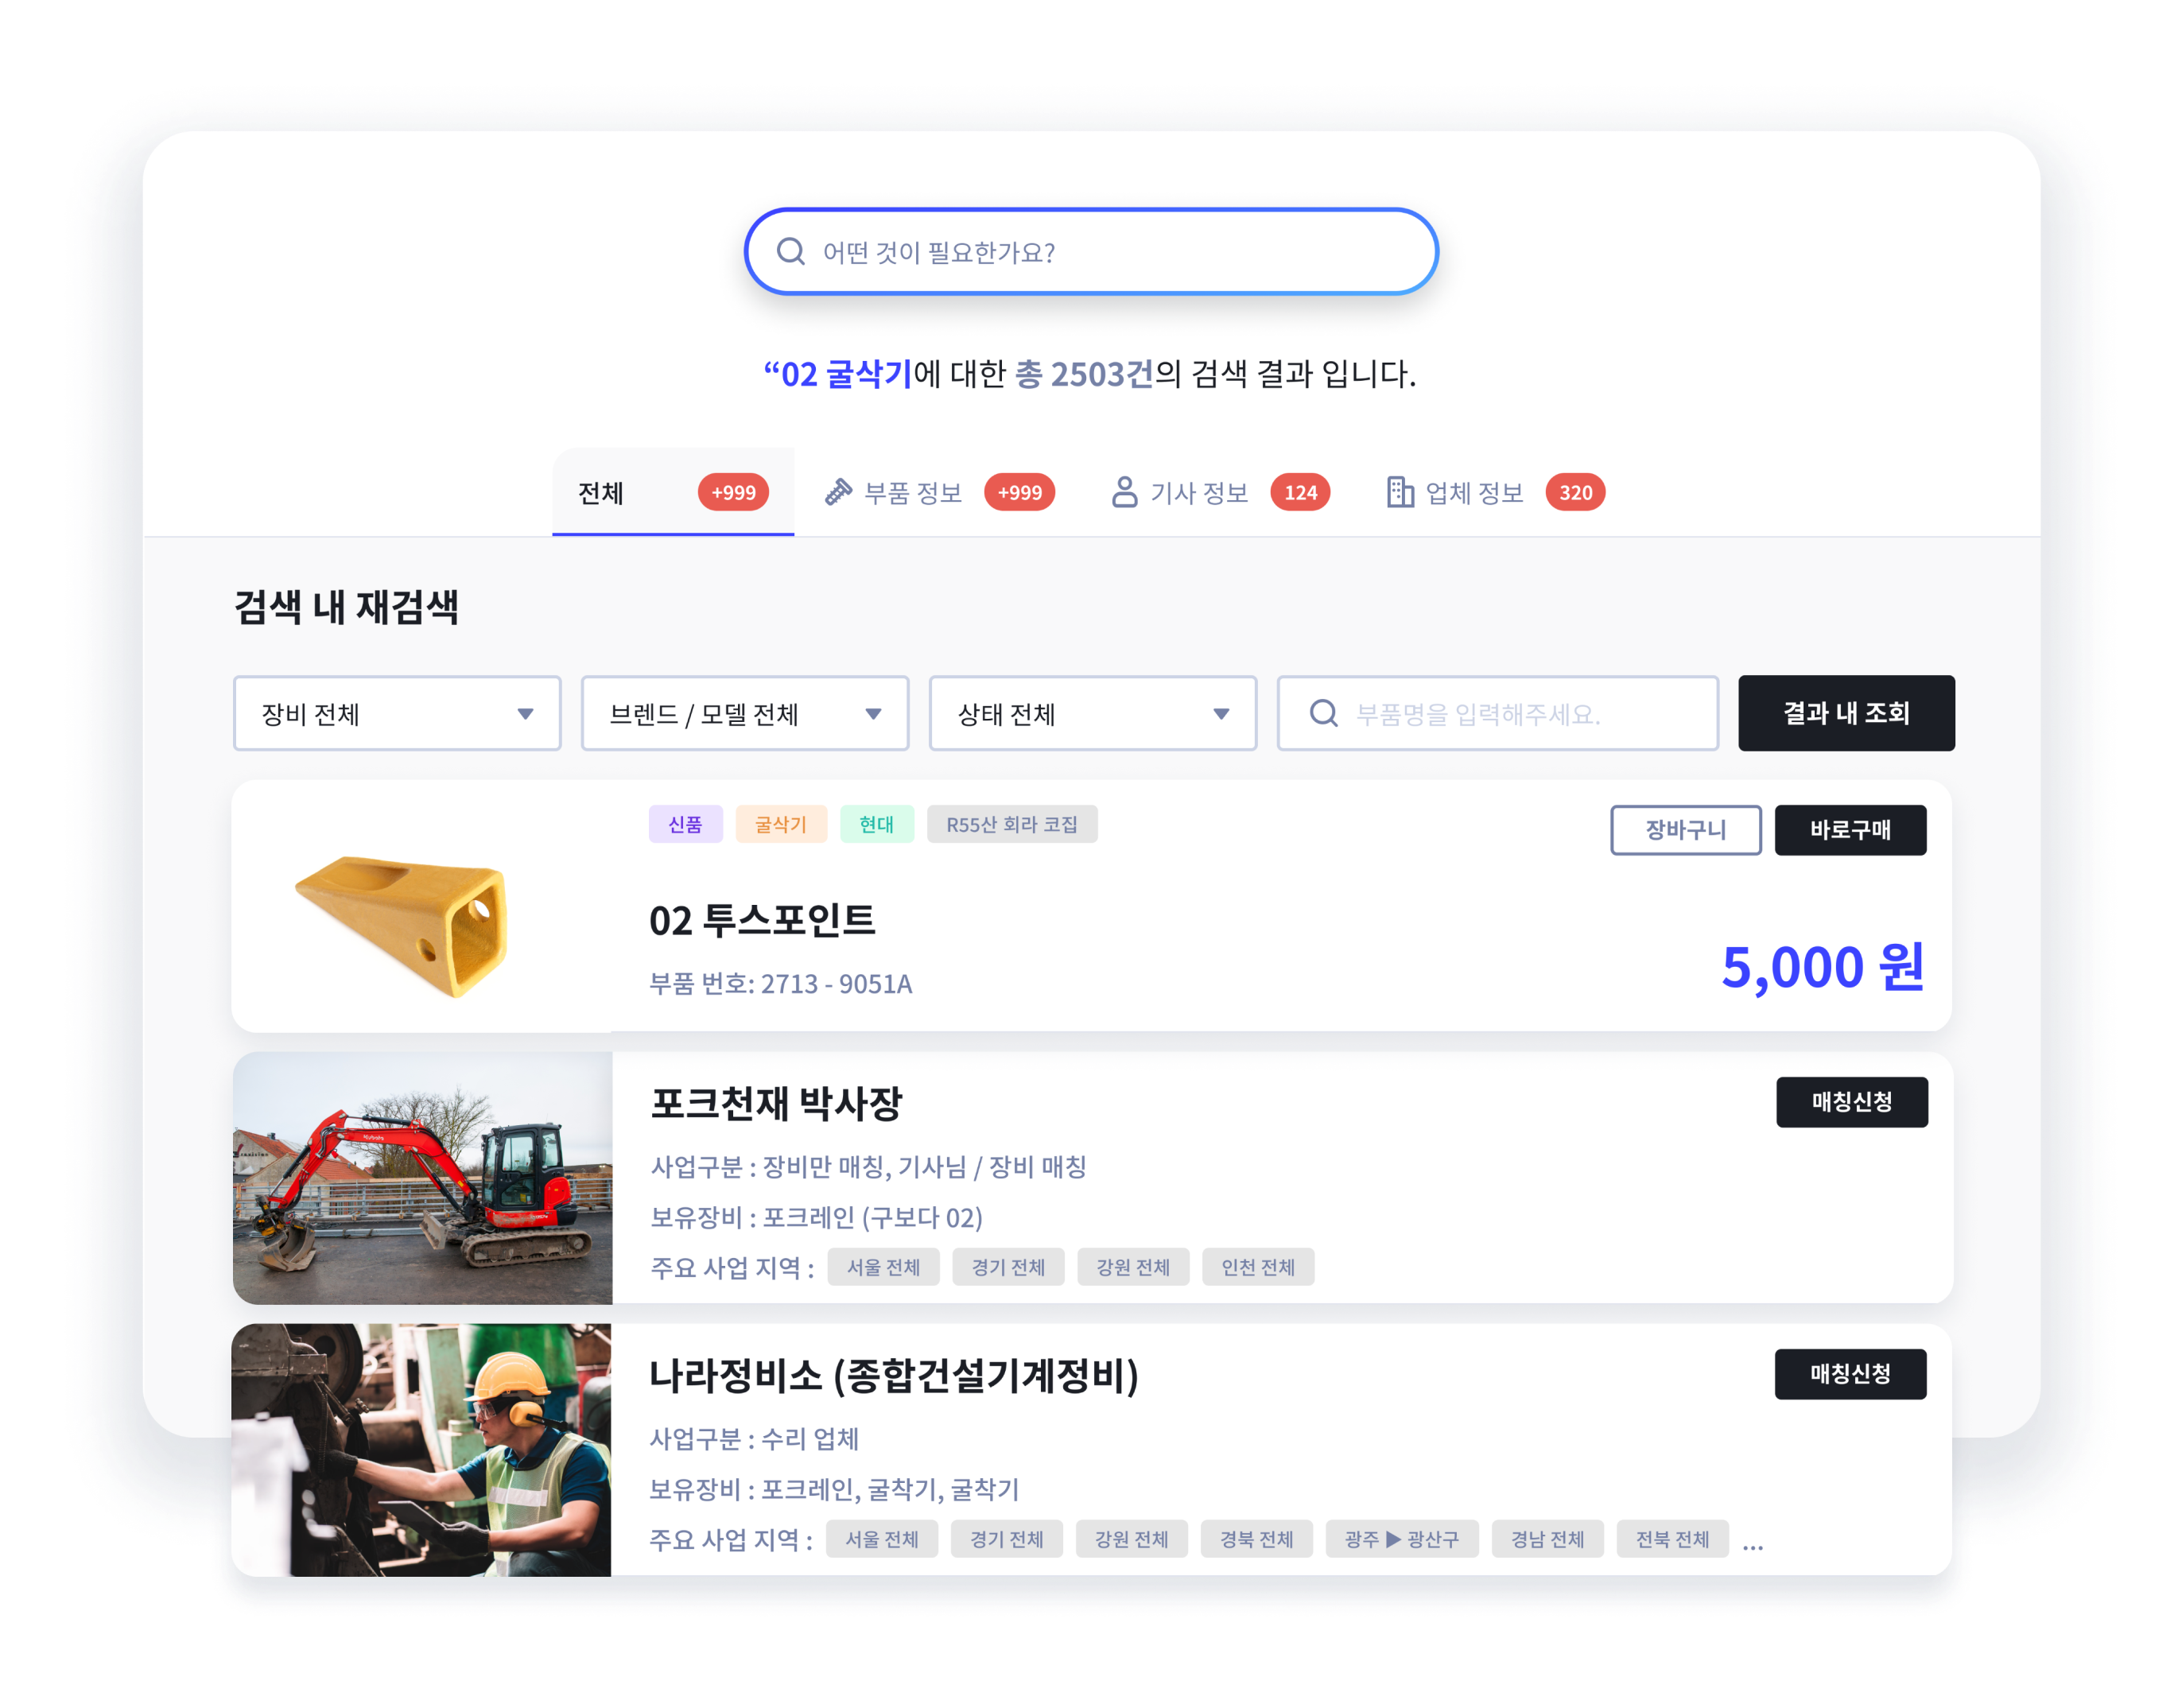 어떤 것이 필요한가요?
“02 굴삭기에 대한 총 2503건의 검색 결과 입니다.
전체 +999 부품 정보 +999 기사 정보 124 업체 정보 320
검색 내 재검색
장비 전체 브렌드 / 모델 전체 상태 전체 부품명을 입력해주세요. 결과 내 조회
신품 굴삭기 현대 R55산 회라 코집 장바구니 바로구매
02 투스포인트
부품 번호: 2713 - 9051A
5,000 원
포크천재 박사장 매칭신청
사업구분 : 장비만 매칭, 기사님 / 장비 매칭
보유장비 : 포크레인 (구보다 02)
주요 사업 지역 : 서울 전체 경기 전체 강원 전체 인천 전체
Kubota
나라정비소 (종합건설기계정비) 매칭신청
사업구분 : 수리 업체
보유장비 : 포크레인, 굴착기, 굴착기
주요 사업 지역 : 서울 전체 경기 전체 강원 전체 경북 전체 광주 ▶ 광산구 경남 전체 전북 전체 ...